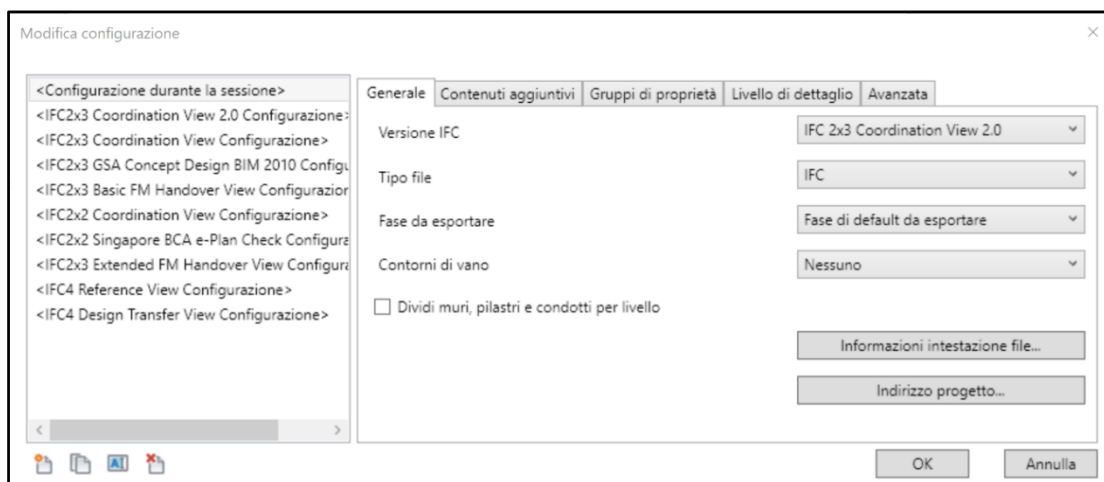 Modifica configurazione
<Configurazione durante la sessione>
<IFC2x3 Coordination View 2.0 Configurazione>
<IFC2x3 Coordination View Configurazione>
<IFC2x3 GSA Concept Design BIM 2010 Configu
<IFC2x3 Basic FM Handover View Configurazior
<IFC2x2 Coordination View Configurazione>
<IFC2x2 Singapore BCA e-Plan Check Configura
<IFC2x3 Extended FM Handover View Configura
<IFC4 Reference View Configurazione>
<IFC4 Design Transfer View Configurazione>
Generale Contenuti aggiuntivi Gruppi di proprietà Livello di dettaglio Avanzata
Versione IFC IFC 2x3 Coordination View 2.0
Tipo file IFC
Fase da esportare Fase di default da esportare
Contorni di vano Nessuno
Dividi muri, pilastri e condotti per livello
Informazioni intestazione file...
Indirizzo progetto...
OK Annulla